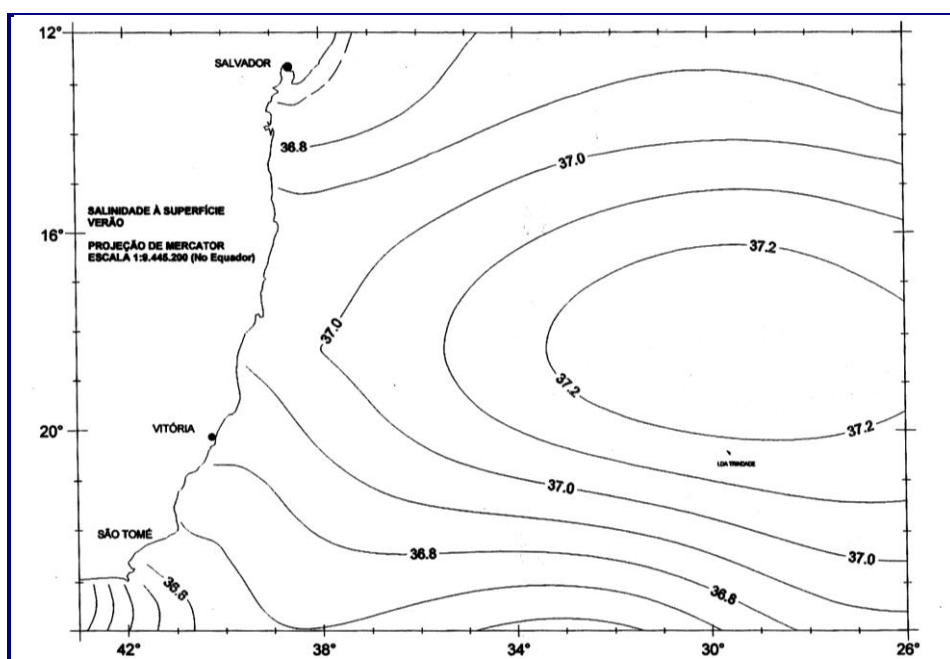 12°
SALVADOR
36.8
37.0
SALINIDADE À SUPERFÍCIE
VERÃO
16°
PROJEÇÃO DE MERCATOR
ESCALA 1:9.445.200 (No Equador)
37.2
37.0
37.2
VITÓRIA
20°
37.2
I.DA TRINDADE
37.0
SÃO TOMÉ
36.8
37.0
36.8
36.8
42°
38°
34°
30°
26°